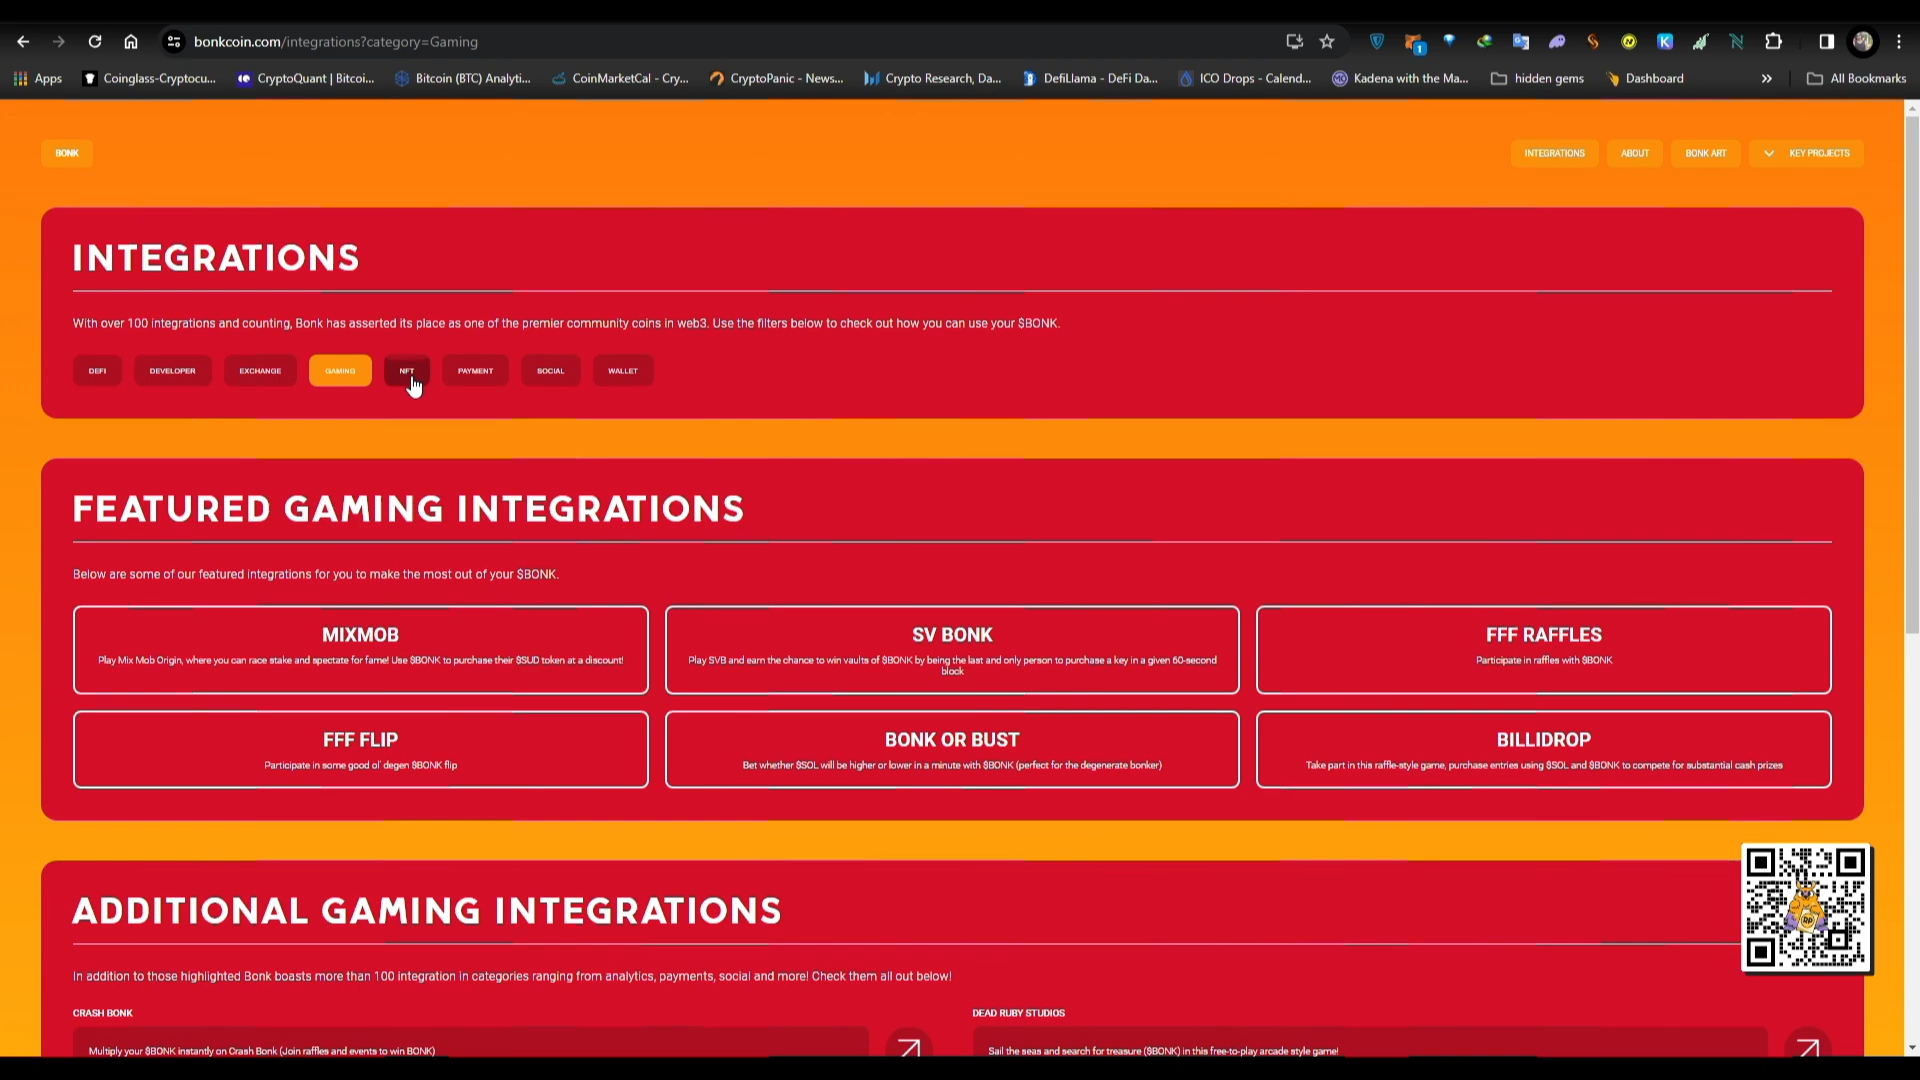 bonkcoin.com/integrations?category=Gaming
1
Apps
Coinglass-Cryptocu...
CryptoQuant | Bitcoi...
Bitcoin (BTC) Analyti...
CoinMarketCal - Cry...
CryptoPanic - News...
Crypto Research, Da...
DefiLlama - DeFi Da...
ICO Drops - Calend...
Kadena with the Ma...
hidden gems
Dashboard
All Bookmarks
BONK
INTEGRATIONS
ABOUT
BONK ART
KEY PROJECTS
INTEGRATIONS
With over 100 integrations and counting, Bonk has asserted its place as one of the premier community coins in web3. Use the filters below to check out how you can use your $BONK.
DEFI
DEVELOPER
EXCHANGE
GAMING
NFT
PAYMENT
SOCIAL
WALLET
FEATURED GAMING INTEGRATIONS
Below are some of our featured integrations for you to make the most out of your $BONK.
MIXMOB
Play Mix Mob Origin, where you can race stake and spectate for fame! Use $BONK to purchase their $SUD token at a discount!
SV BONK
Play SVB and earn the chance to win vaults of $BONK by being the last and only person to purchase a key in a given 60-second
block
FFF RAFFLES
Participate in raffles with $BONK
FFF FLIP
Participate in some good ol' degen $BONK flip
BONK OR BUST
Bet whether $SOL will be higher or lower in a minute with $BONK (perfect for the degenerate bonker)
BILLIDROP
Take part in this raffle-style game, purchase entries using $SOL and $BONK to compete for substantial cash prizes
ADDITIONAL GAMING INTEGRATIONS
In addition to those highlighted Bonk boasts more than 100 integration in categories ranging from analytics, payments, social and more! Check them all out below!
CRASH BONK
Multiply your $BONK instantly on Crash Bonk (Join raffles and events to win BONK)
DEAD RUBY STUDIOS
Sail the seas and search for treasure ($BONK) in this free-to-play arcade style game!
RP